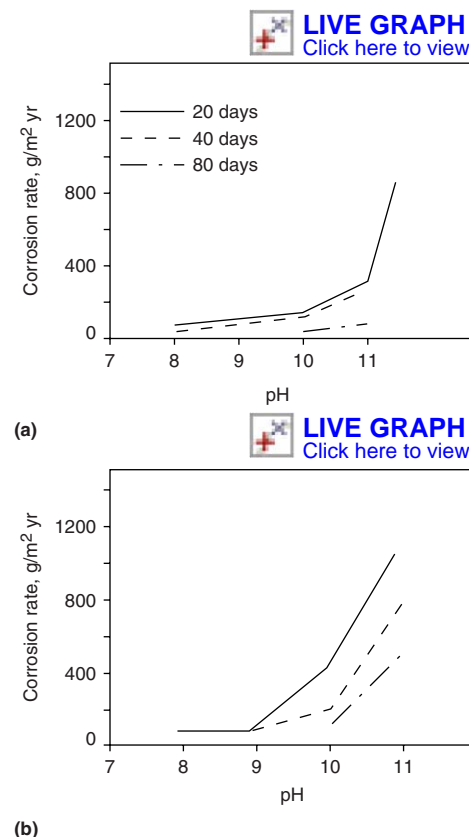 LIVE GRAPH
Click here to view
Corrosion rate, g/m² yr
1200
800
400
0
20 days
40 days
80 days
7 8 9 10 11
pH
(a)
LIVE GRAPH
Click here to view
Corrosion rate, g/m² yr
1200
800
400
0
7 8 9 10 11
pH
(b)